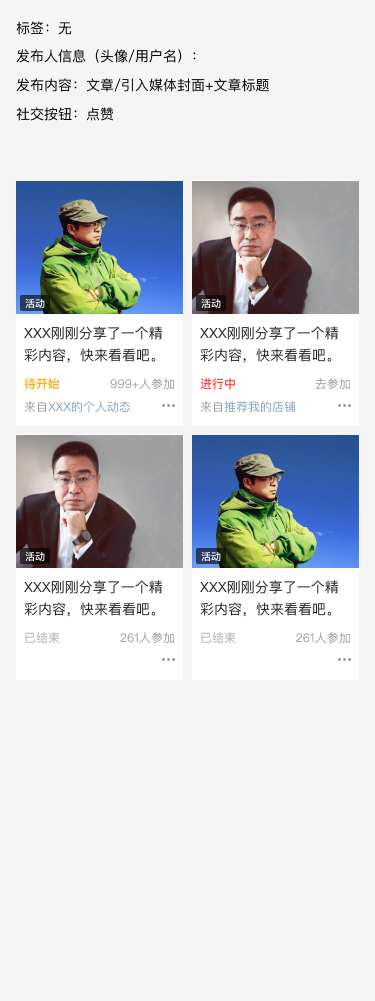 标签：无
发布人信息（头像/用户名）：
发布内容：文章/引入媒体封面+文章标题
社交按钮：点赞
活动
活动
XXX刚刚分享了一个精
彩内容，快来看看吧。
待开始 999+人参加
来自XXX的个人动态
XXX刚刚分享了一个精
彩内容，快来看看吧。
进行中 去参加
来自推荐我的店铺
活动
活动
XXX刚刚分享了一个精
彩内容，快来看看吧。
已结束 261人参加
XXX刚刚分享了一个精
彩内容，快来看看吧。
已结束 261人参加